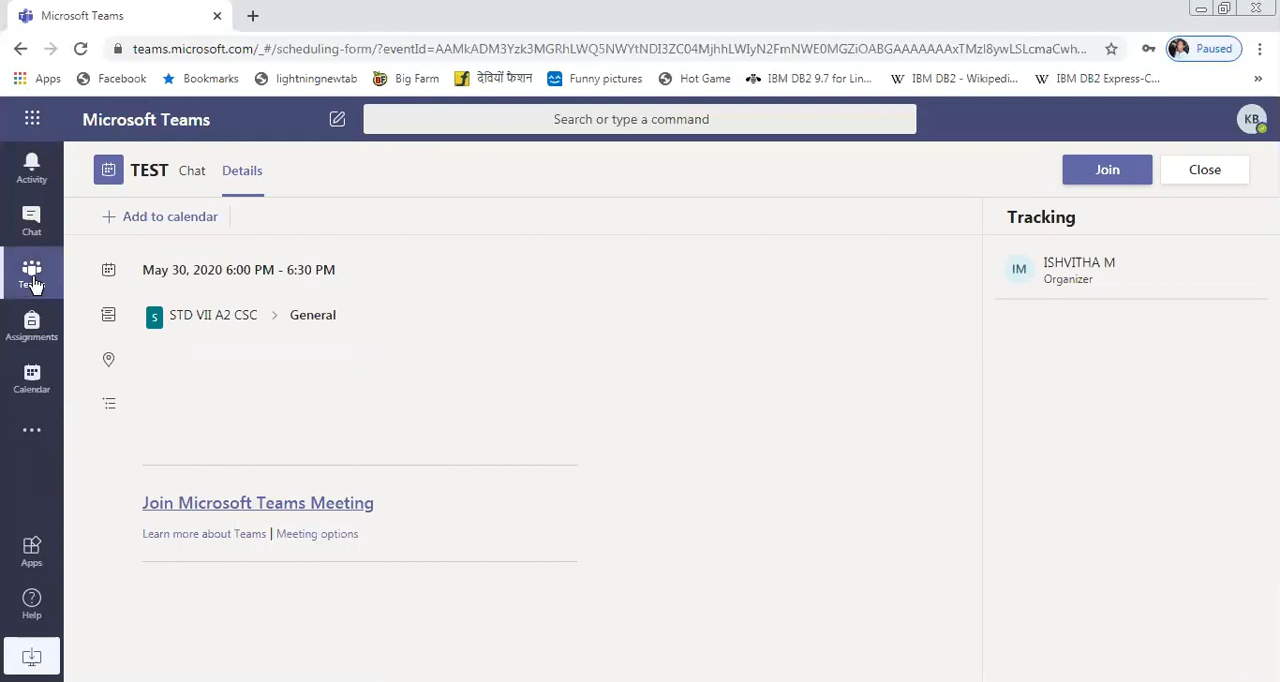 Microsoft Teams
teams.microsoft.com/_#/scheduling-form/?eventId=AAMkADM3Yzk3MGRhLWQ5NWYtNDI3ZC04MjhhLWIyN2FmNWE0MGZiOABGAAAAAAAxTMzl8ywLSLcmaCwh...
Paused
Apps Facebook Bookmarks lightningnewtab Big Farm देवियों फैशन Funny pictures Hot Game IBM DB2 9.7 for Lin... IBM DB2 - Wikipedi... IBM DB2 Express-C... »
Microsoft Teams Search or type a command KB
Activity
Chat
Assignments
Calendar
Apps
Help
TEST Chat Details Join Close
Add to calendar
May 30, 2020 6:00 PM - 6:30 PM
S STD VII A2 CSC > General
Join Microsoft Teams Meeting
Learn more about Teams | Meeting options
Tracking
IM ISHVITHA M
Organizer